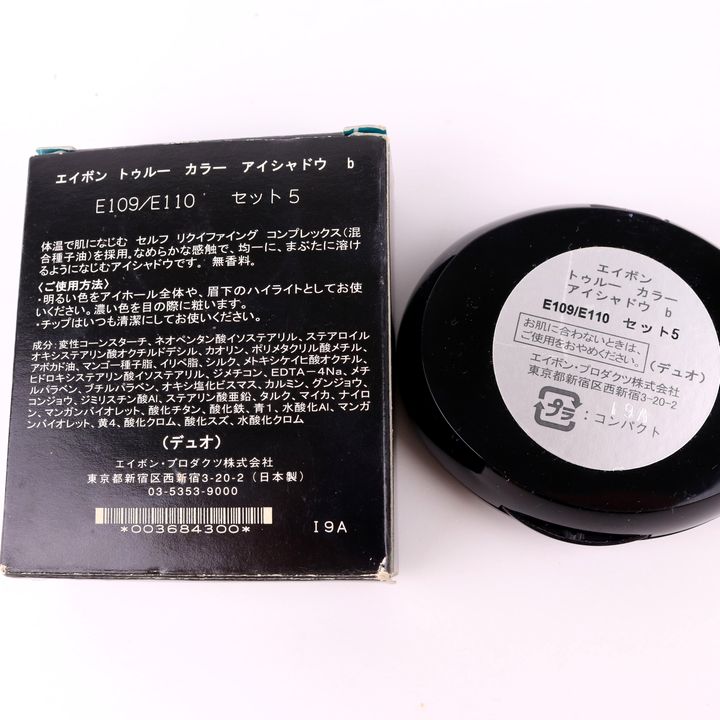 エイボン トゥルー カラー アイシャドウ b
E109/E110 セット5
体温で肌になじむ セルフ リクイファイング コンプレックス(混
合種子油)を採用。なめらかな感触で、均一に、まぶたに溶け
るようになじむアイシャドウです。 無香料。
〈ご使用方法〉
・明るい色をアイホール全体や、眉下のハイライトとしてお使
いください。濃い色を目の際に粧います。
・チップはいつも清潔にしてお使いください。
成分:変性コーンスターチ、ネオペンタン酸イソステアリル、ステアロイル
オキシステアリン酸オクチルドデシル、カオリン、ポリメタクリル酸メチル、
アボカド油、マンゴー種子脂、イリペ脂、シルク、メトキシケイヒ酸オクチル、
ヒドロキシステアリン酸イソステアリル、ジメチコン、EDTA-4Na、メチ
ルパラベン、ブチルパラベン、オキシ塩化ビスマス、カルミン、グンジョウ、
コンジョウ、ジミリスチン酸Al、ステアリン酸亜鉛、タルク、マイカ、ナイロ
ン、マンガンバイオレット、酸化チタン、酸化鉄、青1、水酸化Al、マンガ
ンバイオレット、黄4、酸化クロム、酸化スズ、水酸化クロム
(デュオ)
エイボン・プロダクツ株式会社
東京都新宿区西新宿3-20-2(日本製)
03-5353-9000
*003684300*
I9A
エイボン
トゥルー カラー
アイシャドウ b
E109/E110 セット5
お肌に合わないときは、
ご使用をおやめください。
(デュオ)
エイボン・プロダクツ株式会社
東京都新宿区西新宿3-20-2
I9A
プラ:コンパクト